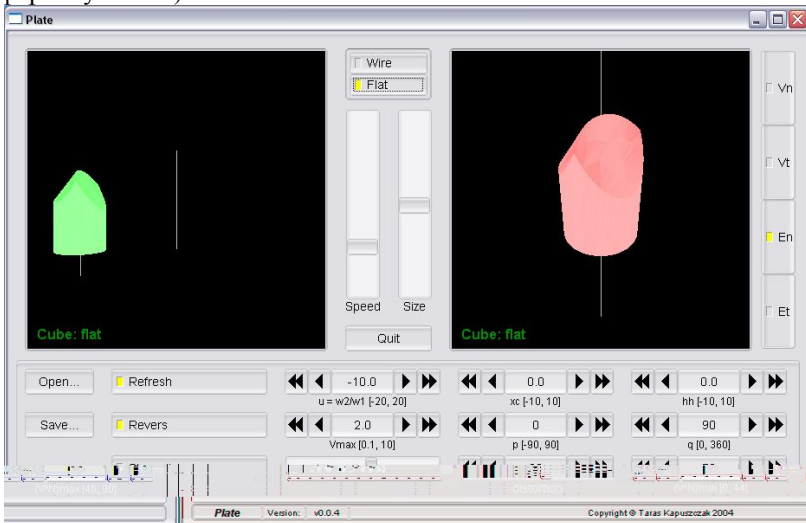 Plate
Wire
Flat
Vn
Vt
En
Et
Speed Size
Quit
Cube: flat
Cube: flat
Open... Refresh -10.0 0.0 0.0
u = w2/w1 [-20, 20] xc [-10, 10] hh [-10, 10]
Save... Revers 2.0 0 90
Vmax [0.1, 10] p [-90, 90] q [0, 360]
distortion
Plate Version: v0.0.4 Copyright © Taras Kapuszczak 2004